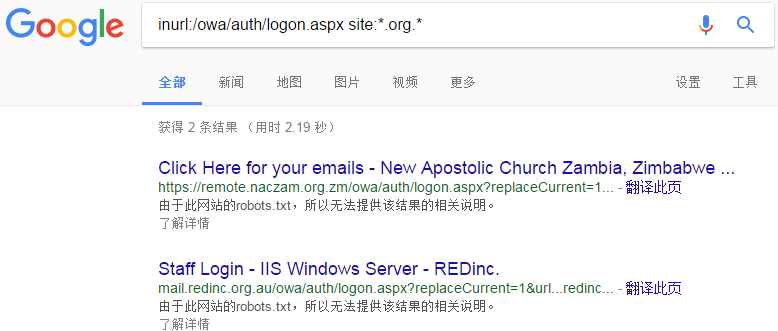 Google
inurl:/owa/auth/logon.aspx site:*.org.*
全部 新闻 地图 图片 视频 更多 设置 工具
获得 2 条结果 （用时 2.19 秒）
Click Here for your emails - New Apostolic Church Zambia, Zimbabwe ...
https://remote.naczam.org.zm/owa/auth/logon.aspx?replaceCurrent=1... - 翻译此页
由于此网站的robots.txt，所以无法提供该结果的相关说明。
了解详情
Staff Login - IIS Windows Server - REDinc.
mail.redinc.org.au/owa/auth/logon.aspx?replaceCurrent=1&url...redinc... - 翻译此页
由于此网站的robots.txt，所以无法提供该结果的相关说明。
了解详情